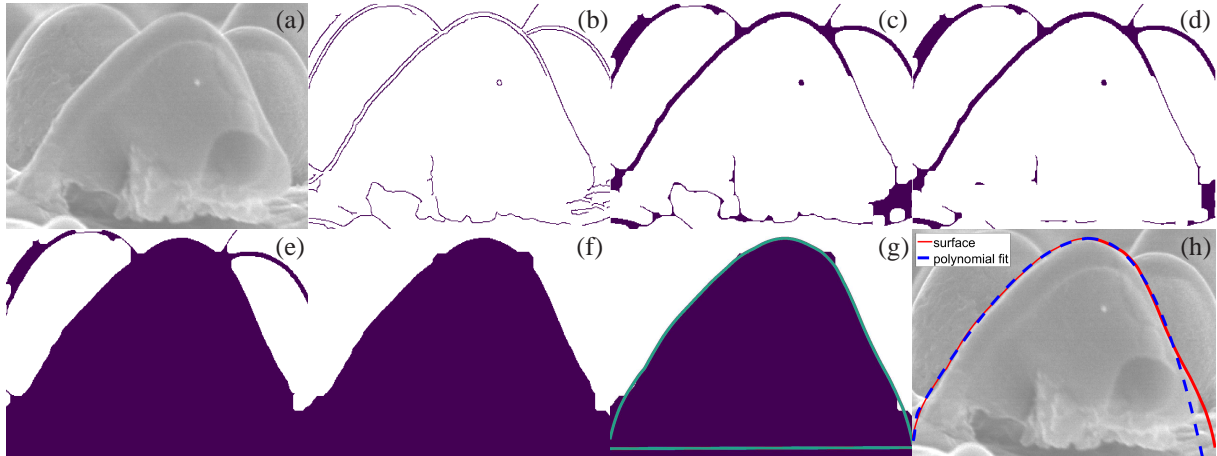 (a)
(b)
(c)
(d)
(e)
(f)
(g)
(h)
surface
polynomial fit